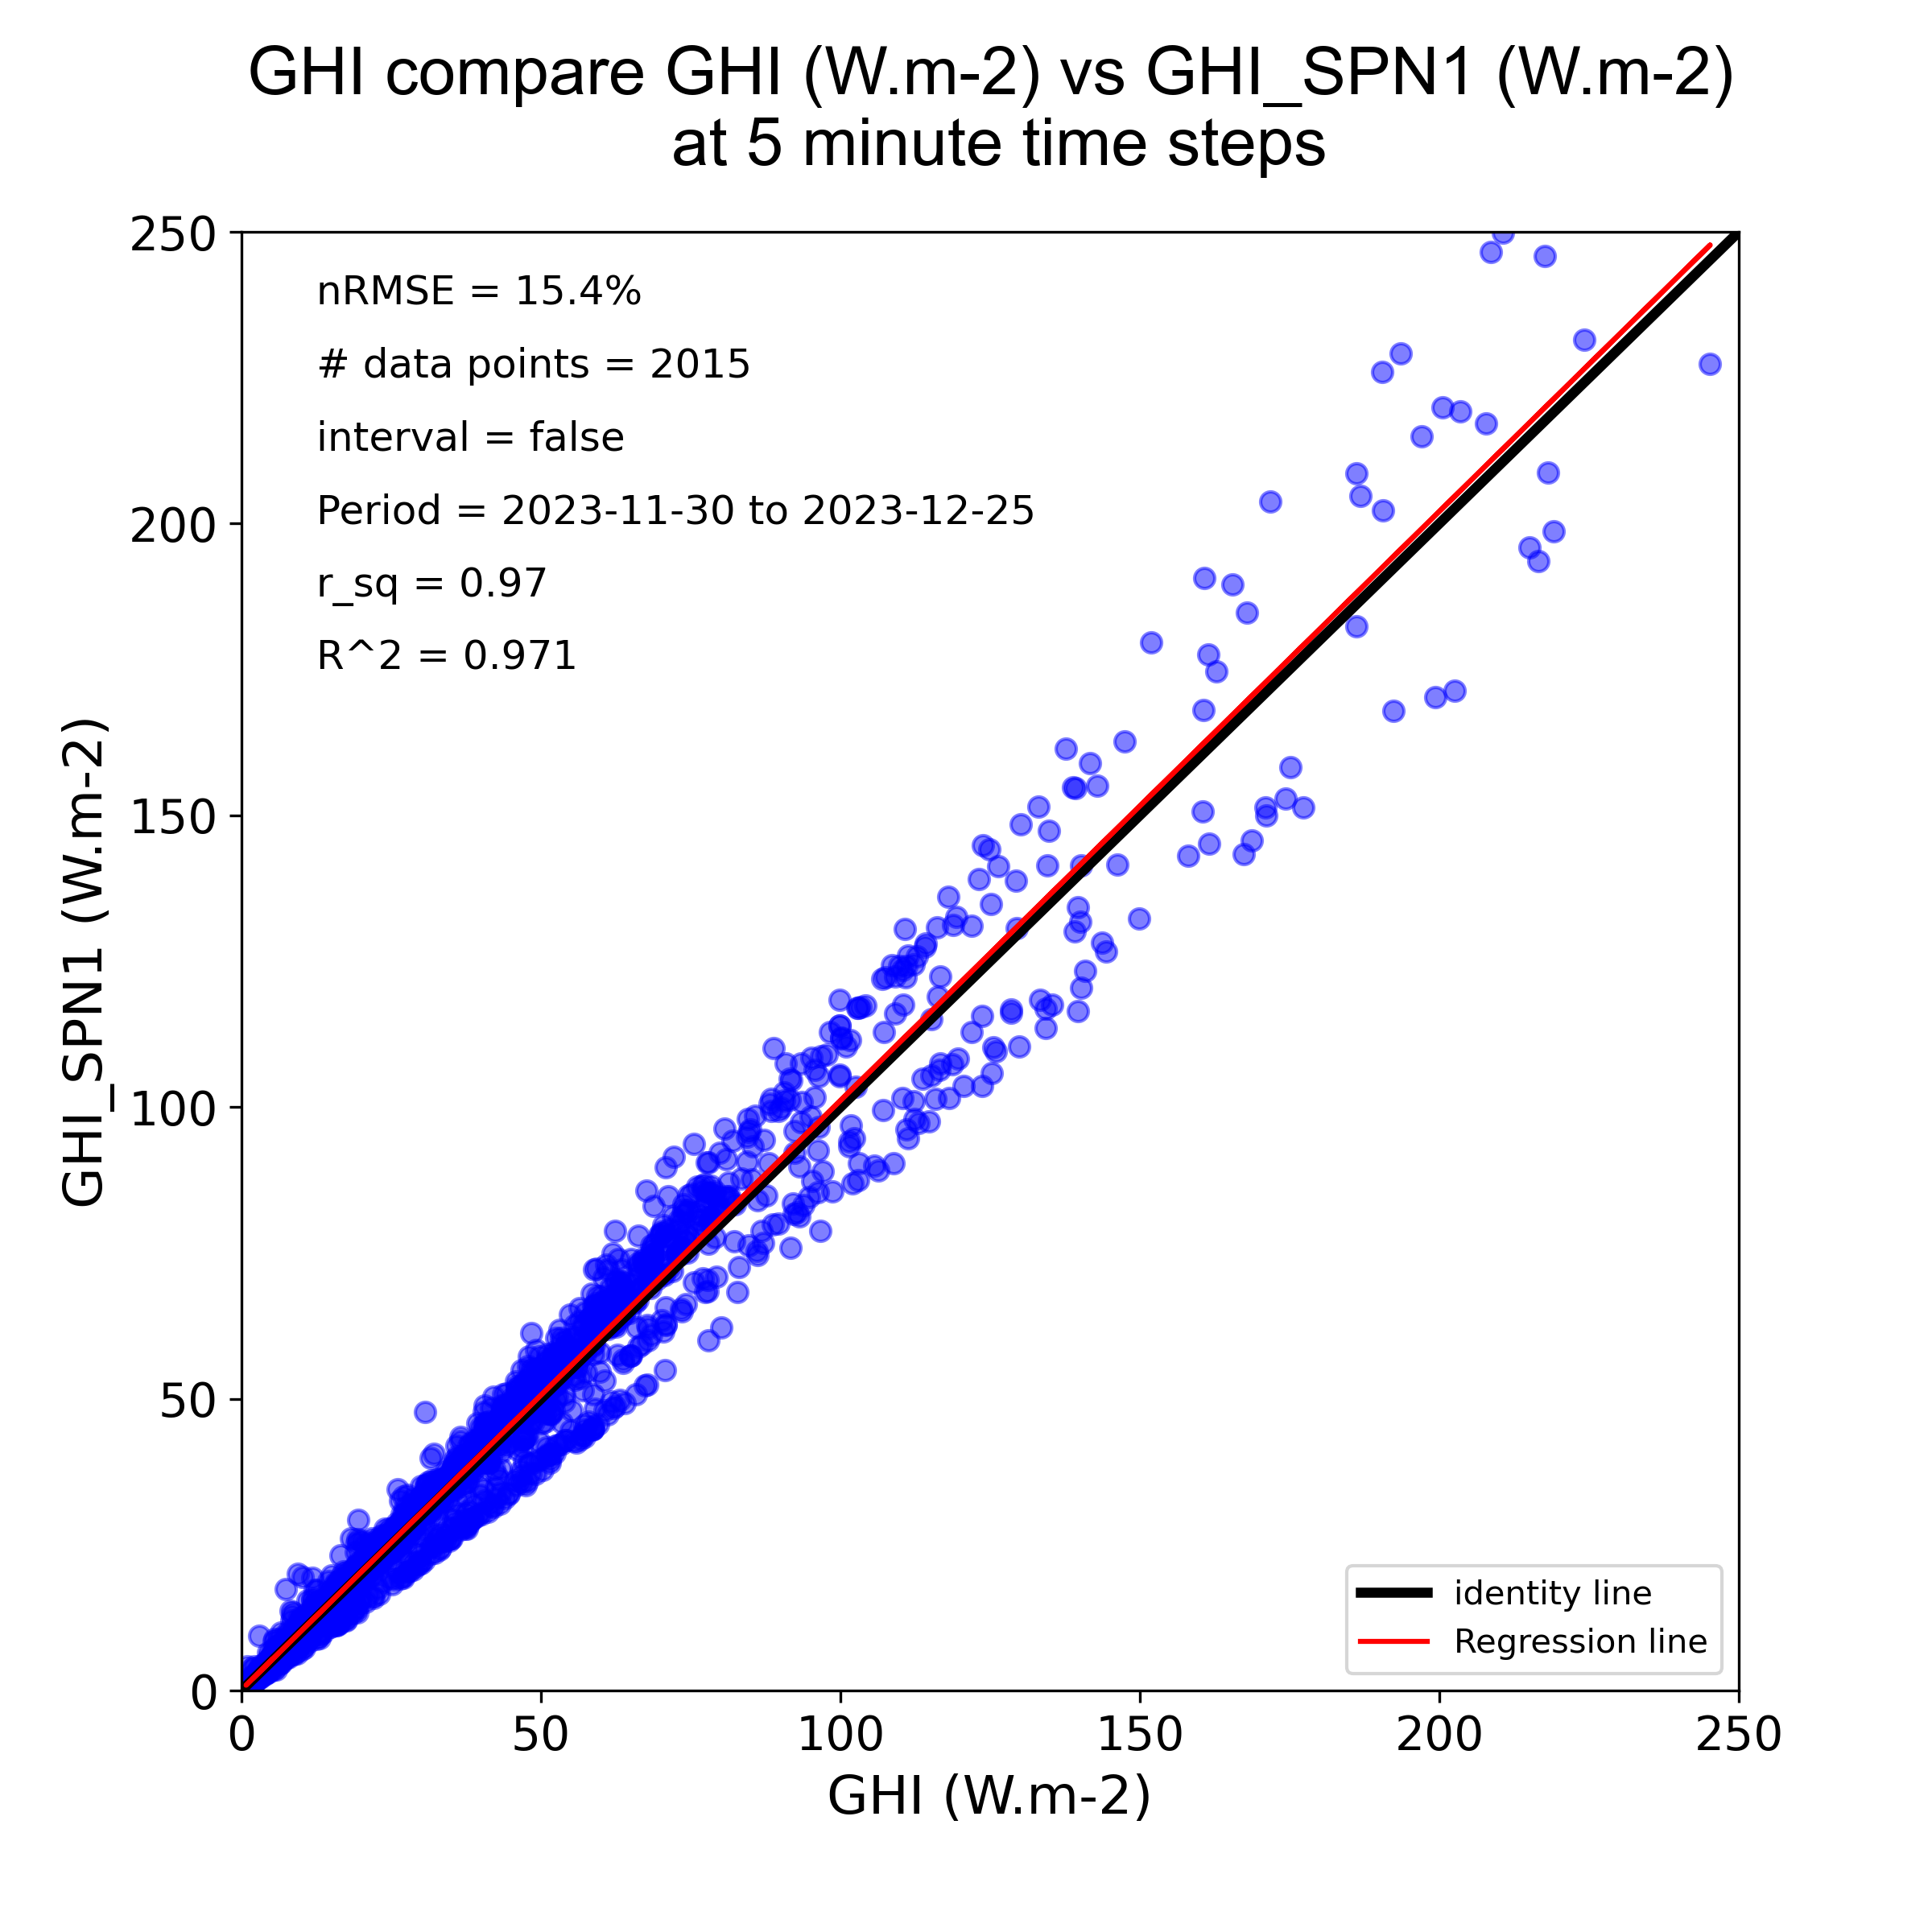 GHI compare GHI (W.m-2) vs GHI_SPN1 (W.m-2)
at 5 minute time steps
nRMSE = 15.4%
# data points = 2015
interval = false
Period = 2023-11-30 to 2023-12-25
r_sq = 0.97
R^2 = 0.971
GHI_SPN1 (W.m-2)
250
200
150
100
50
0
0
50
100
150
200
250
GHI (W.m-2)
identity line
Regression line